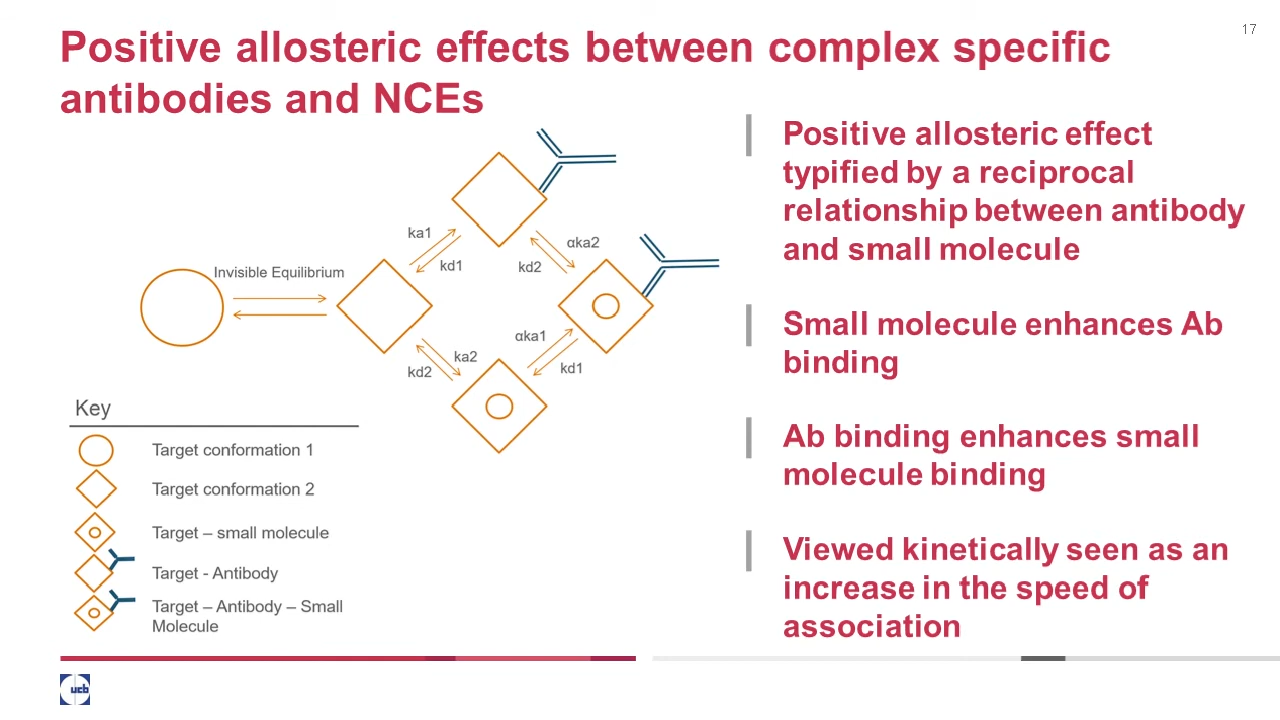 17
Positive allosteric effects between complex specific
antibodies and NCEs
Positive allosteric effect
typified by a reciprocal
relationship between antibody
and small molecule
Small molecule enhances Ab
binding
Ab binding enhances small
molecule binding
Viewed kinetically seen as an
increase in the speed of
association
Invisible Equilibrium
ka1
kd1
αka2
kd2
ka2
kd2
αka1
kd1
Key
Target conformation 1
Target conformation 2
Target – small molecule
Target - Antibody
Target – Antibody – Small
Molecule
ucb